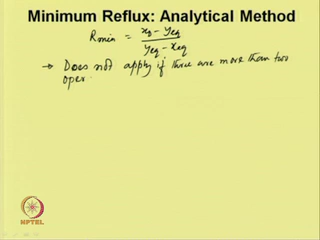 Minimum Reflux: Analytical Method
Rmin = (xD - yeq) / (yeq - xeq)
→ Does not apply if there are more than two
oper
NPTEL